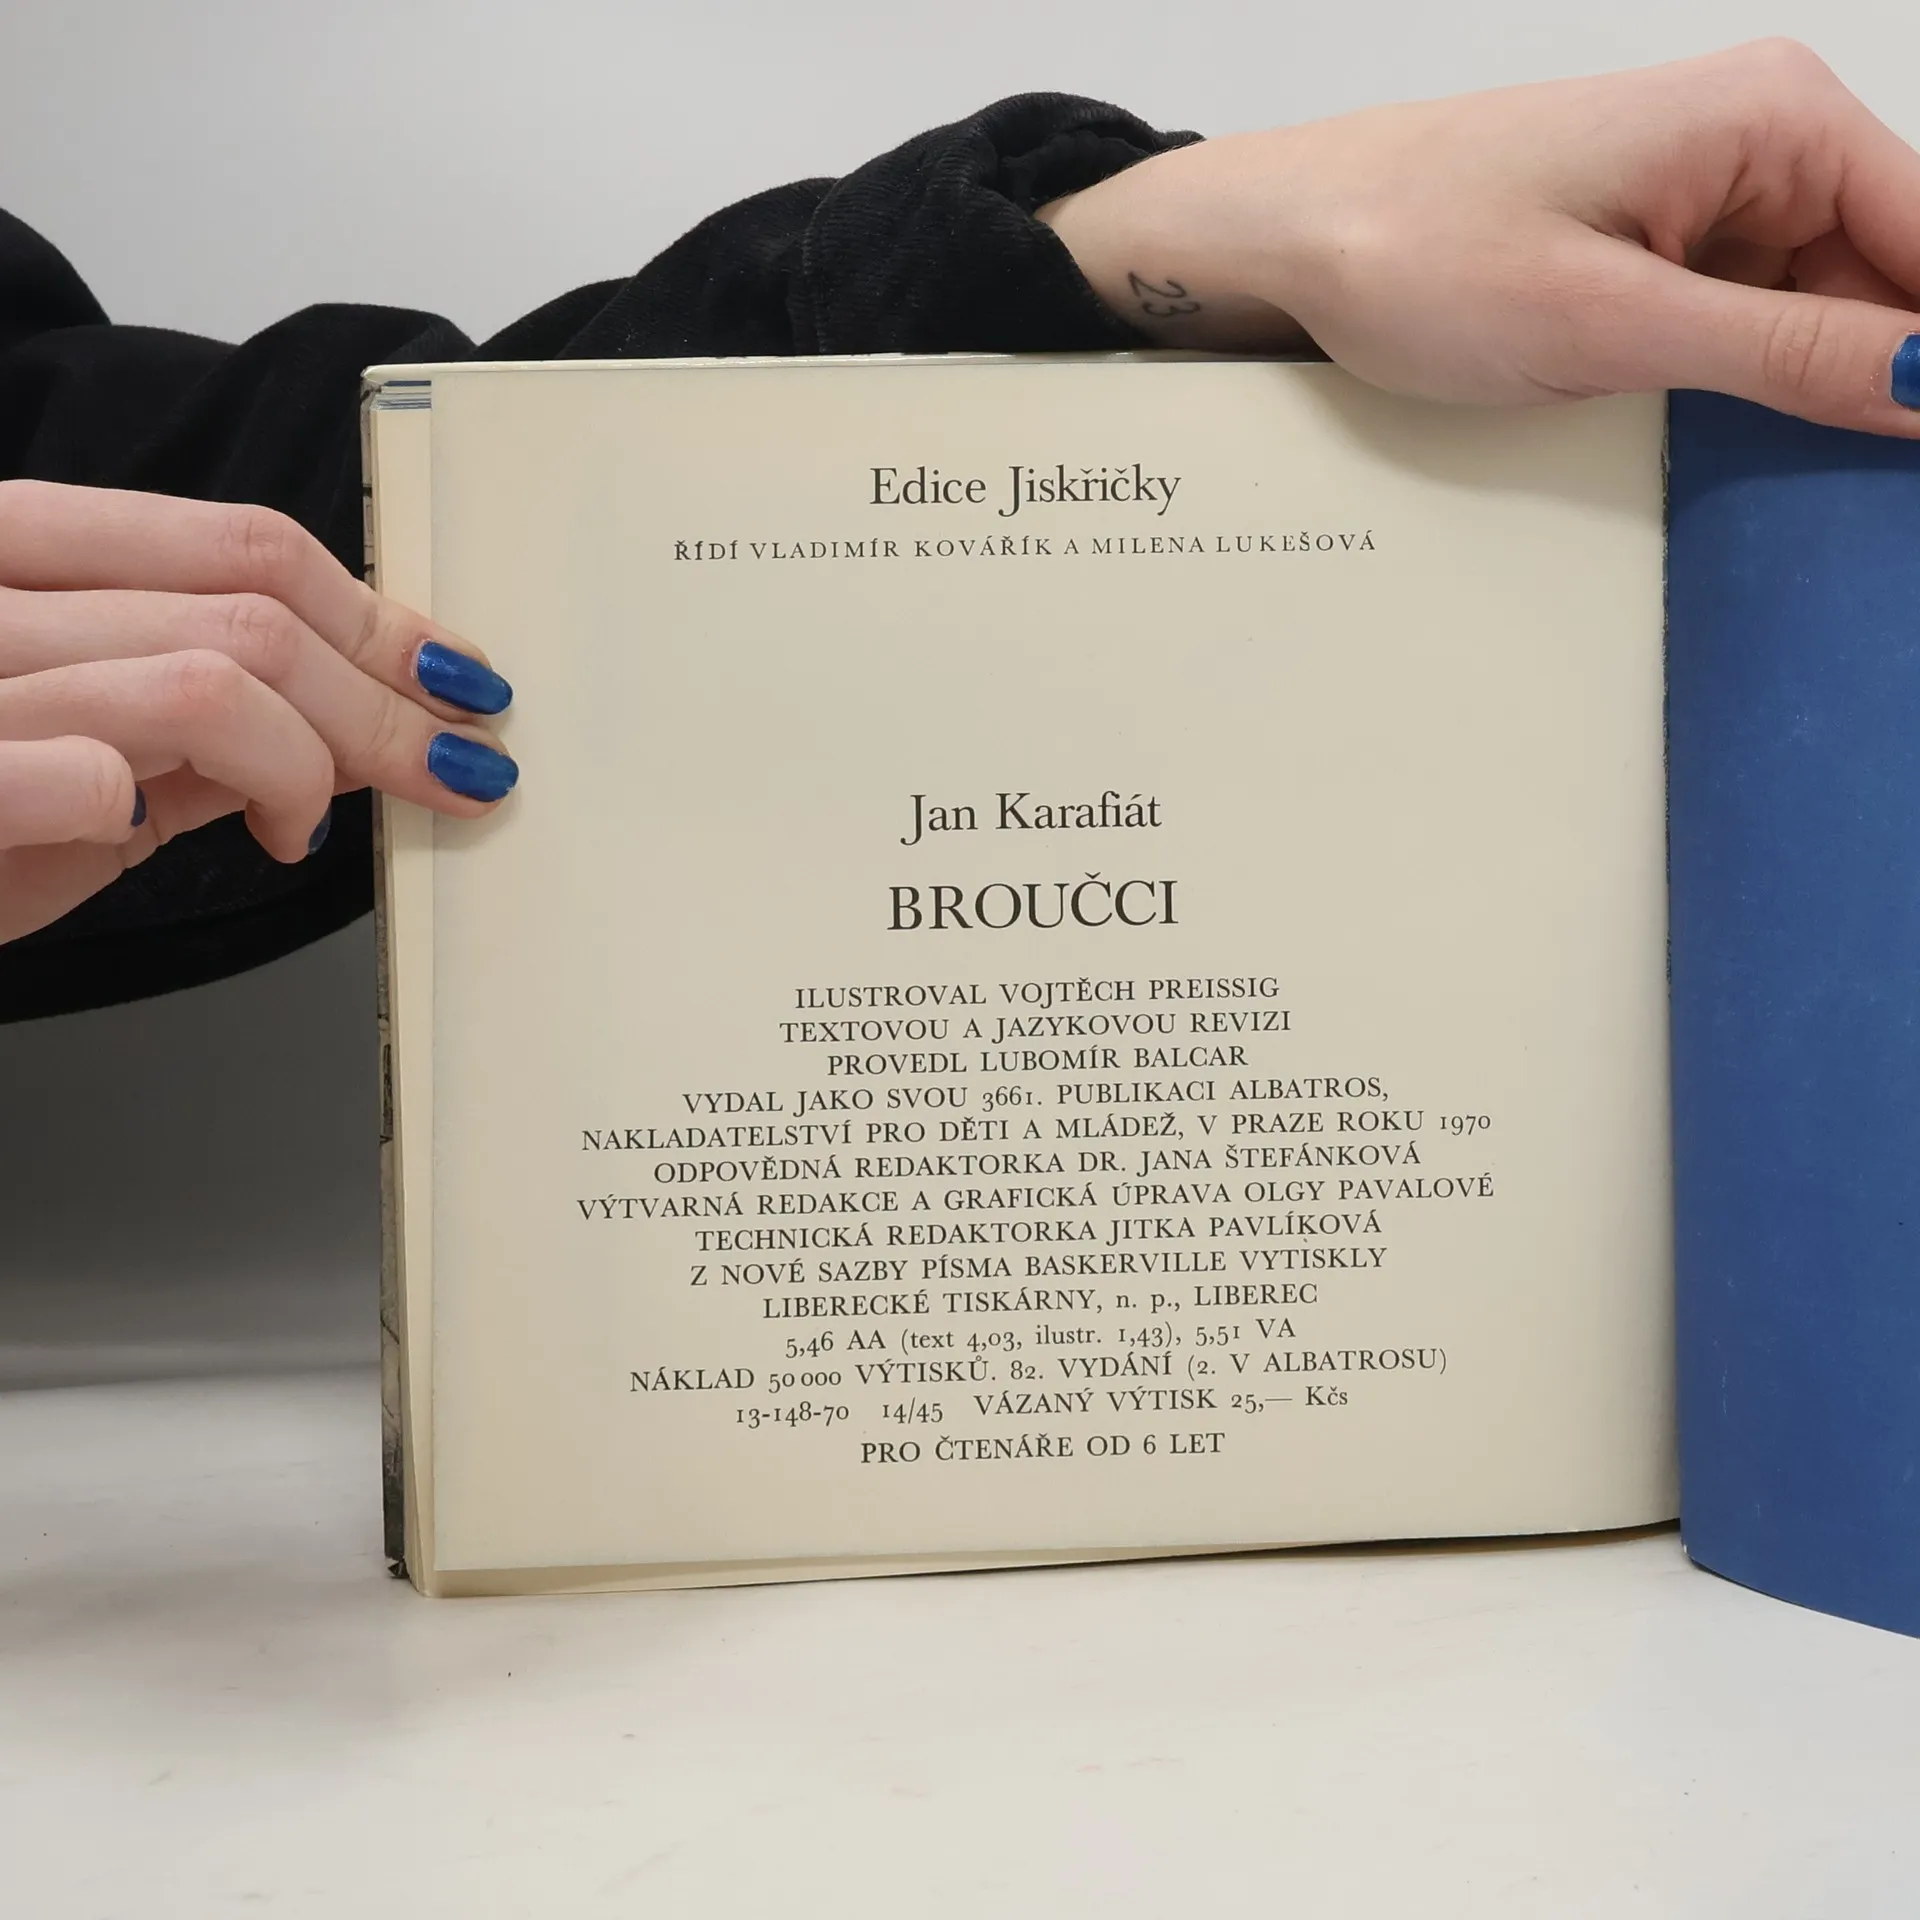 23
Edice Jiskřičky
ŘÍDÍ VLADIMÍR KOVÁŘÍK A MILENA LUKEŠOVÁ
Jan Karafiát
BROUČCI
ILUSTROVAL VOJTĚCH PREISSIG
TEXTOVOU A JAZYKOVOU REVIZI
PROVEDL LUBOMÍR BALCAR
VYDAL JAKO SVOU 3661. PUBLIKACI ALBATROS,
NAKLADATELSTVÍ PRO DĚTI A MLÁDEŽ, V PRAZE ROKU 1970
ODPOVĚDNÁ REDAKTORKA DR. JANA ŠTEFÁNKOVÁ
VÝTVARNÁ REDAKCE A GRAFICKÁ ÚPRAVA OLGY PAVALOVÉ
TECHNICKÁ REDAKTORKA JITKA PAVLÍKOVÁ
Z NOVÉ SAZBY PÍSMA BASKERVILLE VYTISKLY
LIBERECKÉ TISKÁRNY, n. p., LIBEREC
5,46 AA (text 4,03, ilustr. 1,43), 5,51 VA
NÁKLAD 50 000 VÝTISKŮ. 82. VYDÁNÍ (2. V ALBATROSU)
13-148-70 14/45 VÁZANÝ VÝTISK 25,— Kčs
PRO ČTENÁŘE OD 6 LET